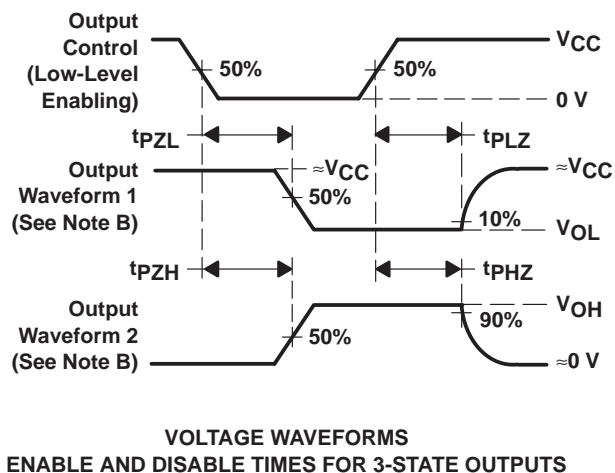 Output
Control
(Low-Level
Enabling)
VCC
50%
50%
0 V
tPZL
tPLZ
Output
Waveform 1
(See Note B)
≈VCC
≈VCC
50%
10%
VOL
tPZH
tPHZ
Output
Waveform 2
(See Note B)
VOH
50%
90%
≈0 V
VOLTAGE WAVEFORMS
ENABLE AND DISABLE TIMES FOR 3-STATE OUTPUTS